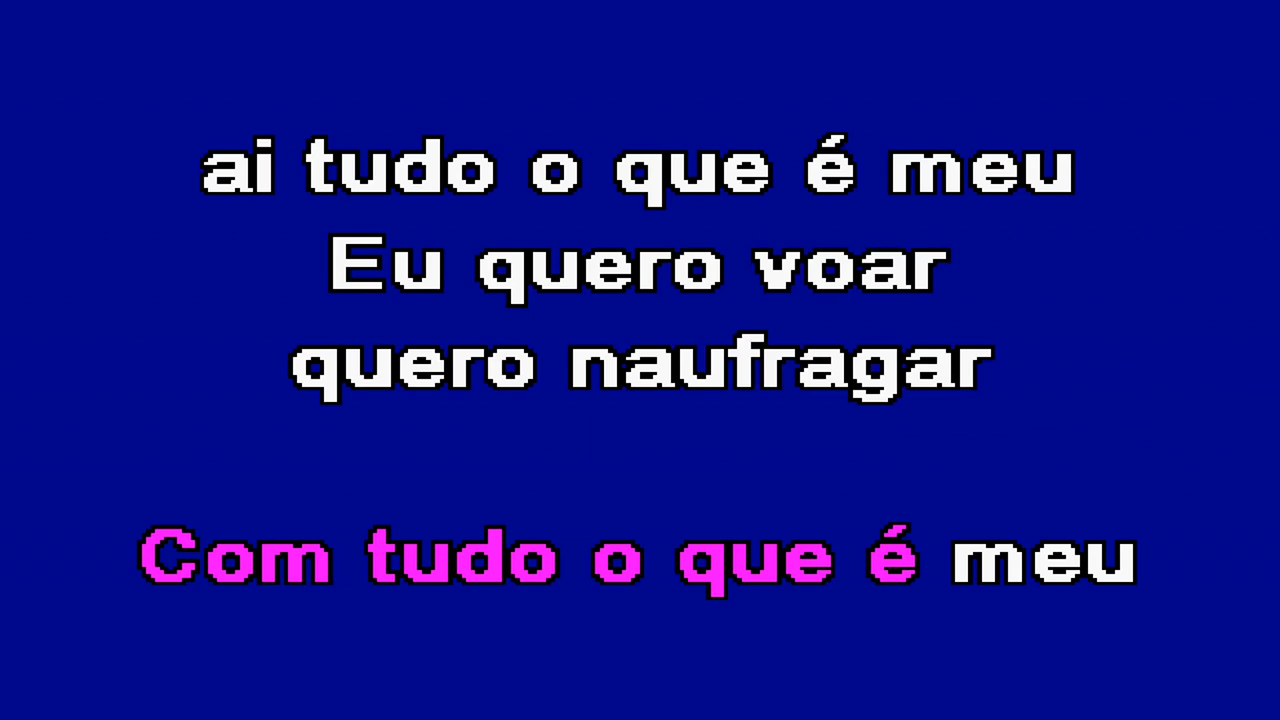 ai tudo o que é meu
Eu quero voar
quero naufragar
Com tudo o que é meu